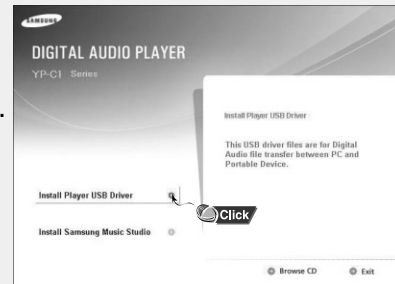 SAMSUNG
DIGITAL AUDIO PLAYER
YP-C1 Series
Install Player USB Driver :
This USB driver files are for Digital
Audio file transfer between PC and
Portable Device.
Install Player USB Driver
Click
Install Samsung Music Studio
Browse CD
Exit